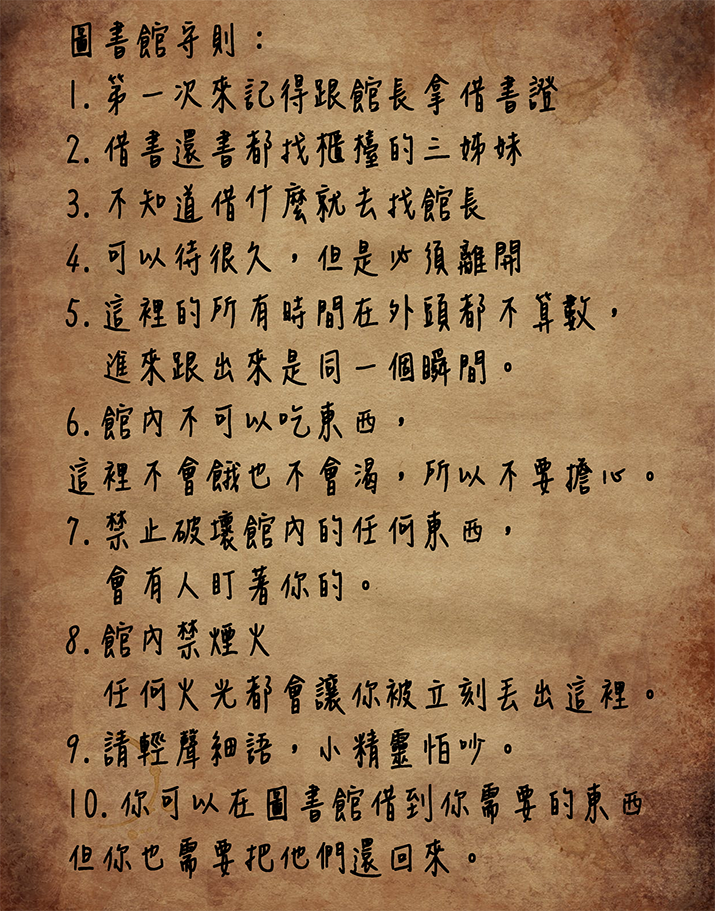 圖書館守則：
1. 第一次來記得跟館長拿借書證
2. 借書還書都找櫃檯的三姊妹
3. 不知道借什麼就去找館長
4. 可以待很久，但是必須離開
5. 這裡的所有時間在外頭都不算數，
進來跟出來是同一個瞬間。
6. 館內不可以吃東西，
這裡不會餓也不會渴，所以不要擔心。
7. 禁止破壞館內的任何東西，
會有人盯著你的。
8. 館內禁煙火
任何火光都會讓你被立刻丟出這裡。
9. 請輕聲細語，小精靈怕吵。
10. 你可以在圖書館借到你需要的東西
但你也需要把他們還回來。